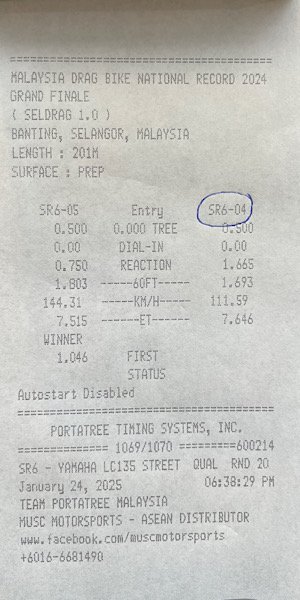 ================================
MALAYSIA DRAG BIKE NATIONAL RECORD 2024
GRAND FINALE
( SELDRAG 1.0 )
BANTING, SELANGOR, MALAYSIA
LENGTH : 201M
SURFACE : PREP
SR6-05 Entry SR6-04
0.500 0.000 TREE 0.500
0.00 DIAL-IN 0.00
0.750 REACTION 1.665
1.803 -----60FT----- 1.693
144.31 -----KM/H----- 111.59
7.515 ------ET------ 7.646
WINNER
1.046 FIRST
STATUS
Autostart Disabled
================================
PORTATREE TIMING SYSTEMS, INC.
============== 1069/1070 =========600214
SR6 - YAMAHA LC135 STREET QUAL RND 20
January 24, 2025 06:38:29 PM
TEAM PORTATREE MALAYSIA
MUSC MOTORSPORTS - ASEAN DISTRIBUTOR
www.facebook.com/muscmotorsports
+6016-6681490